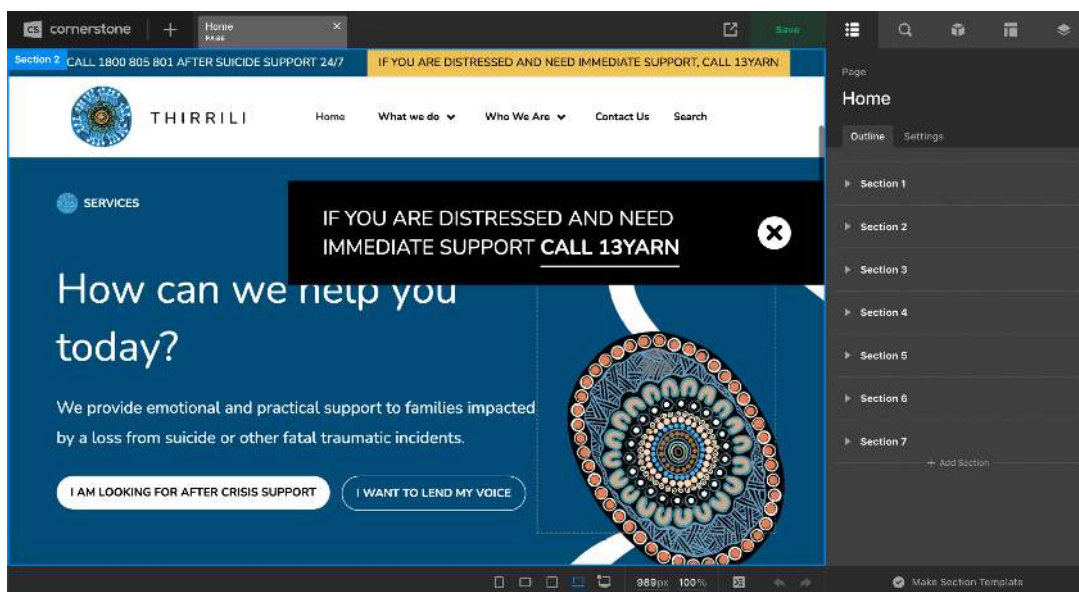 cs cornerstone
Home
PAGE
Save
Section 2
CALL 1800 805 801 AFTER SUICIDE SUPPORT 24/7
IF YOU ARE DISTRESSED AND NEED IMMEDIATE SUPPORT, CALL 13YARN
THIRRILI
Home What we do Who We Are Contact Us Search
SERVICES
IF YOU ARE DISTRESSED AND NEED
IMMEDIATE SUPPORT CALL 13YARN
How can we help you
today?
We provide emotional and practical support to families impacted
by a loss from suicide or other fatal traumatic incidents.
I AM LOOKING FOR AFTER CRISIS SUPPORT
I WANT TO LEND MY VOICE
989px 100%
Page
Home
Outline Settings
Section 1
Section 2
Section 3
Section 4
Section 5
Section 6
Section 7
+ Add Section
Make Section Template